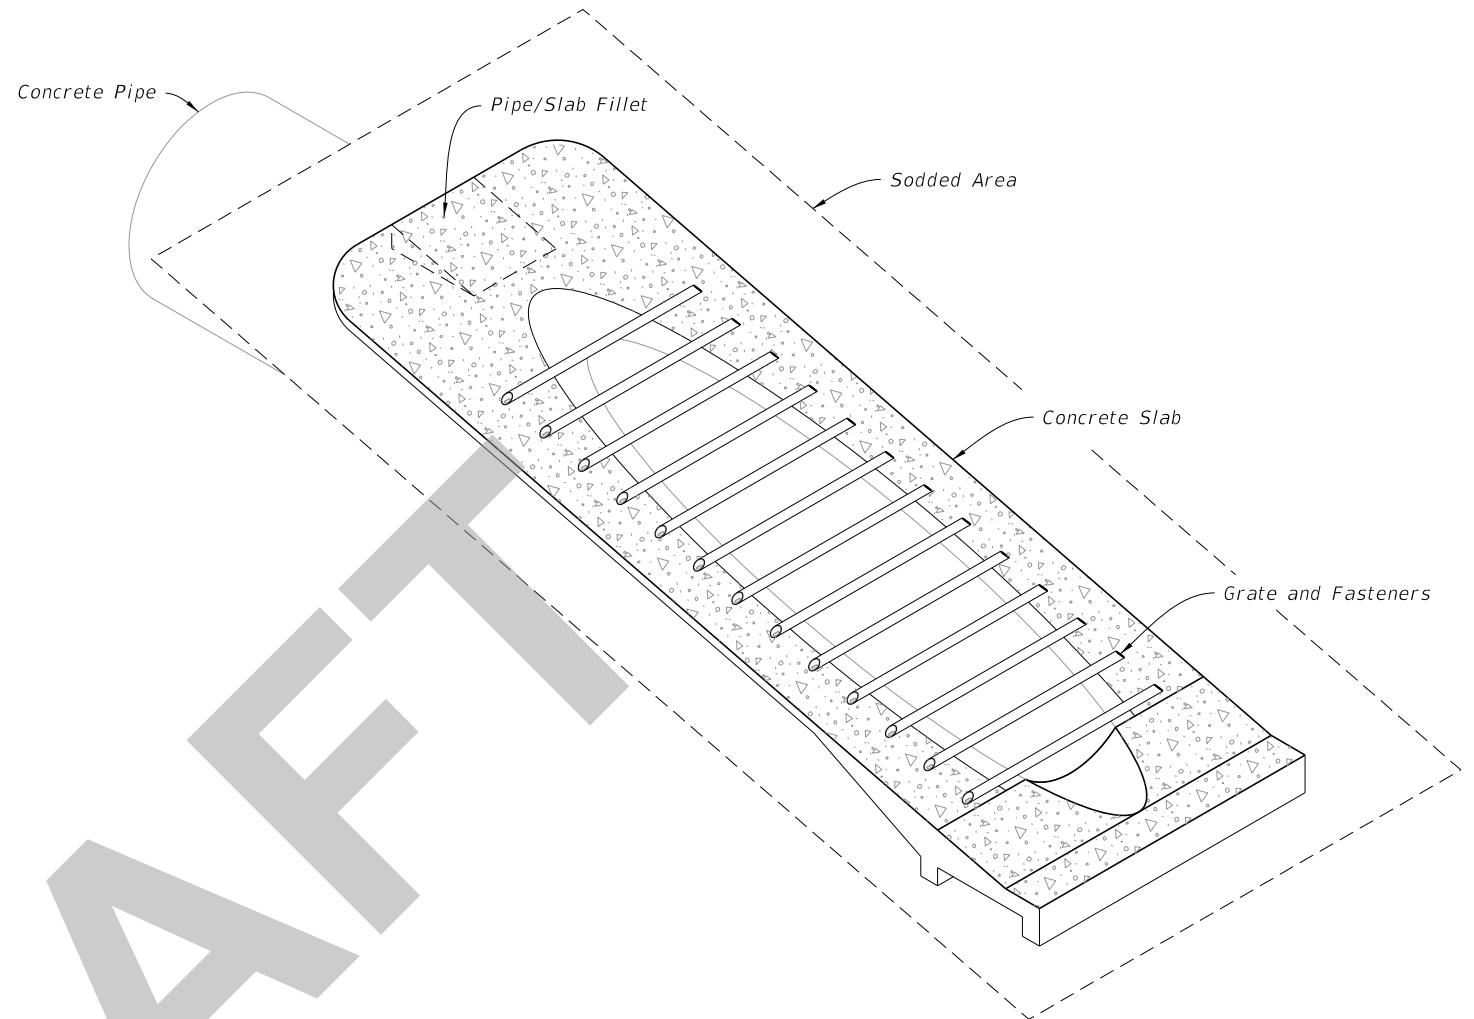 Concrete Pipe
Pipe/Slab Fillet
Sodded Area
Concrete Slab
Grate and Fasteners
AFT